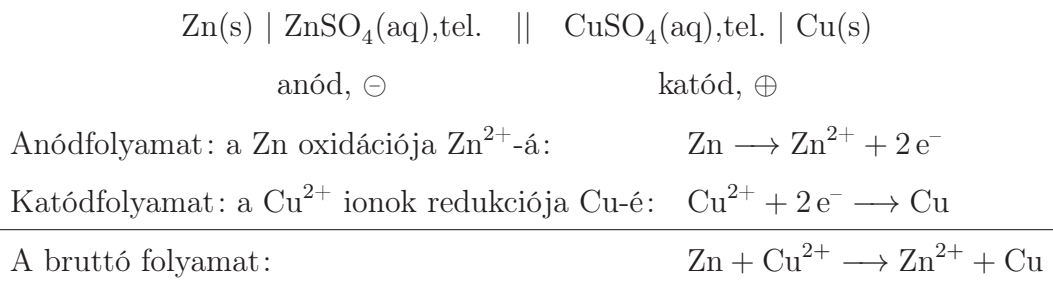 Zn(s) | ZnSO₄(aq),tel. || CuSO₄(aq),tel. | Cu(s)
anód, ⊖ katód, ⊕
Anódfolyamat: a Zn oxidációja Zn²⁺-á: Zn ⟶ Zn²⁺ + 2 e⁻
Katódfolyamat: a Cu²⁺ ionok redukciója Cu-é: Cu²⁺ + 2 e⁻ ⟶ Cu
A bruttó folyamat: Zn + Cu²⁺ ⟶ Zn²⁺ + Cu